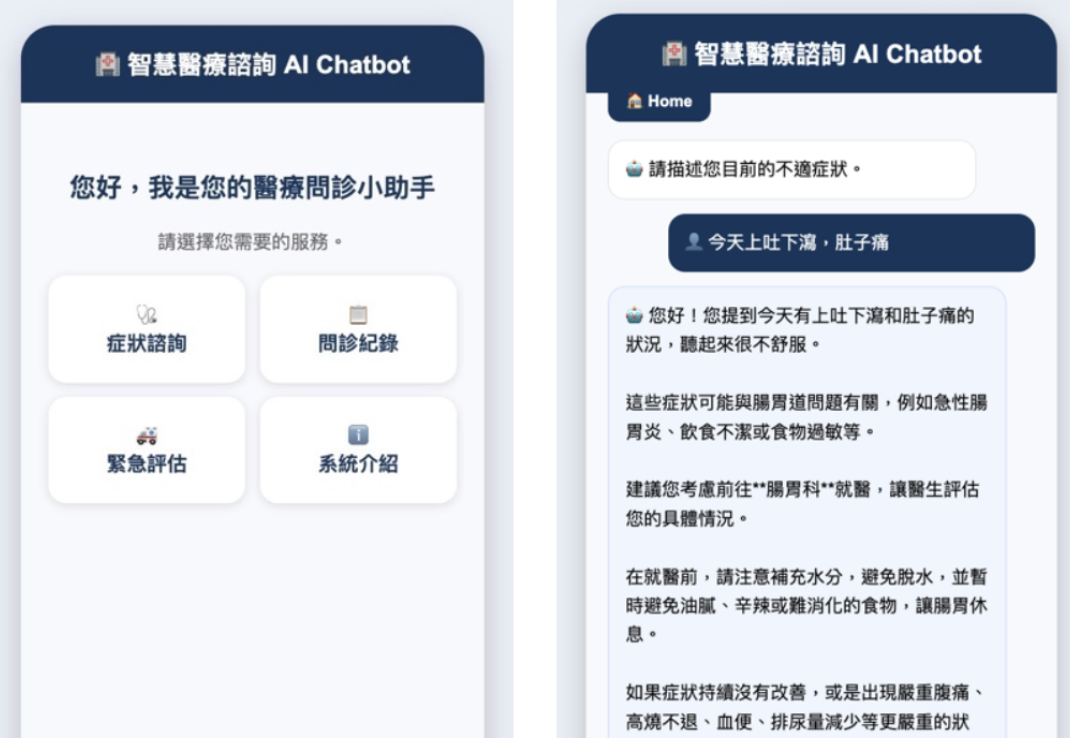 智慧醫療諮詢 AI Chatbot
您好，我是您的醫療問診小助手
請選擇您需要的服務。
症狀諮詢
問診紀錄
緊急評估
系統介紹
智慧醫療諮詢 AI Chatbot
Home
請描述您目前的不適症狀。
今天上吐下瀉，肚子痛
您好！您提到今天有上吐下瀉和肚子痛的
狀況，聽起來很不舒服。
這些症狀可能與腸胃道問題有關，例如急性腸
胃炎、飲食不潔或食物過敏等。
建議您考慮前往**腸胃科**就醫，讓醫生評估
您的具體情況。
在就醫前，請注意補充水分，避免脫水，並暫
時避免油膩、辛辣或難消化的食物，讓腸胃休
息。
如果症狀持續沒有改善，或是出現嚴重腹痛、
高燒不退、血便、排尿量減少等更嚴重的狀